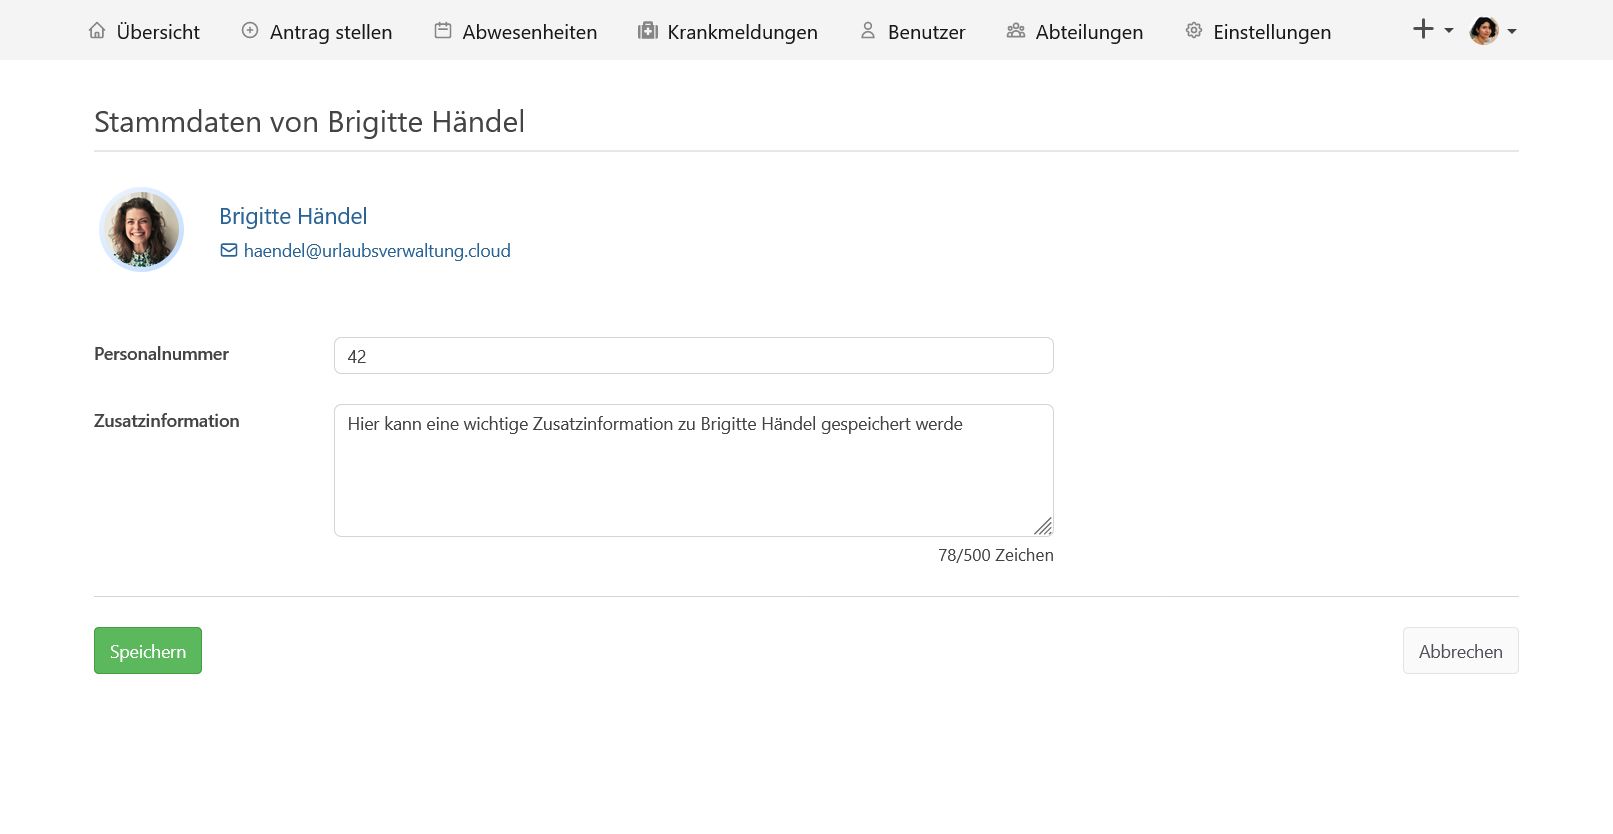 Übersicht Antrag stellen Abwesenheiten Krankmeldungen Benutzer Abteilungen Einstellungen
Stammdaten von Brigitte Händel
Brigitte Händel
haendel@urlaubsverwaltung.cloud
Personalnummer 42
Zusatzinformation Hier kann eine wichtige Zusatzinformation zu Brigitte Händel gespeichert werde
78/500 Zeichen
Speichern Abbrechen